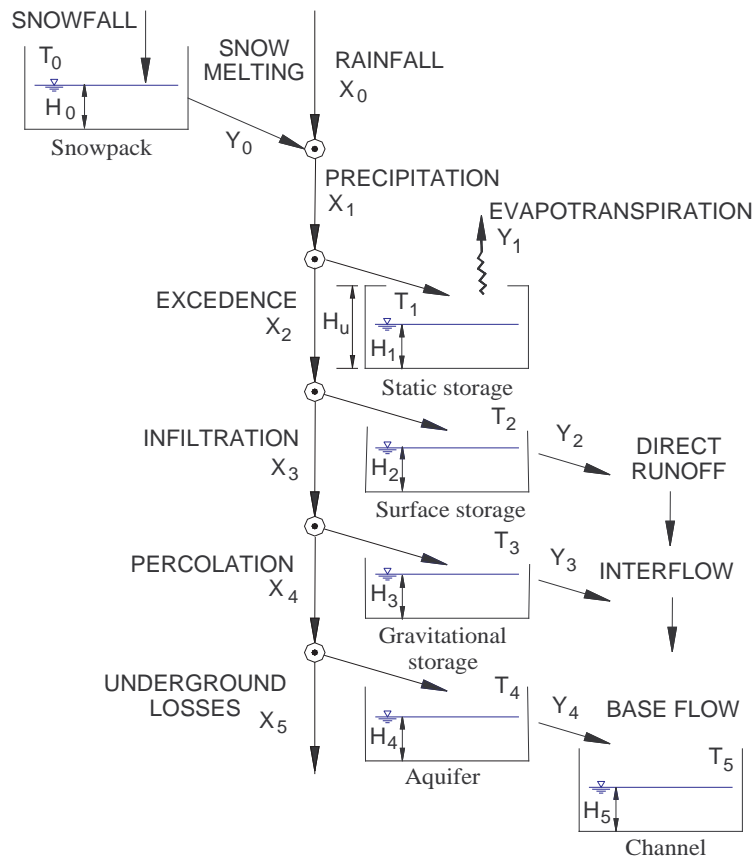 SNOWFALL
T0
H0
Snowpack
SNOW
MELTING
Y0
RAINFALL
X0
PRECIPITATION
X1
EVAPOTRANSPIRATION
Y1
EXCEDENCE
X2
Hu
T1
H1
Static storage
INFILTRATION
X3
T2
H2
Surface storage
Y2
DIRECT
RUNOFF
PERCOLATION
X4
T3
H3
Gravitational
storage
Y3
INTERFLOW
UNDERGROUND
LOSSES
X5
T4
H4
Aquifer
Y4
BASE FLOW
T5
H5
Channel